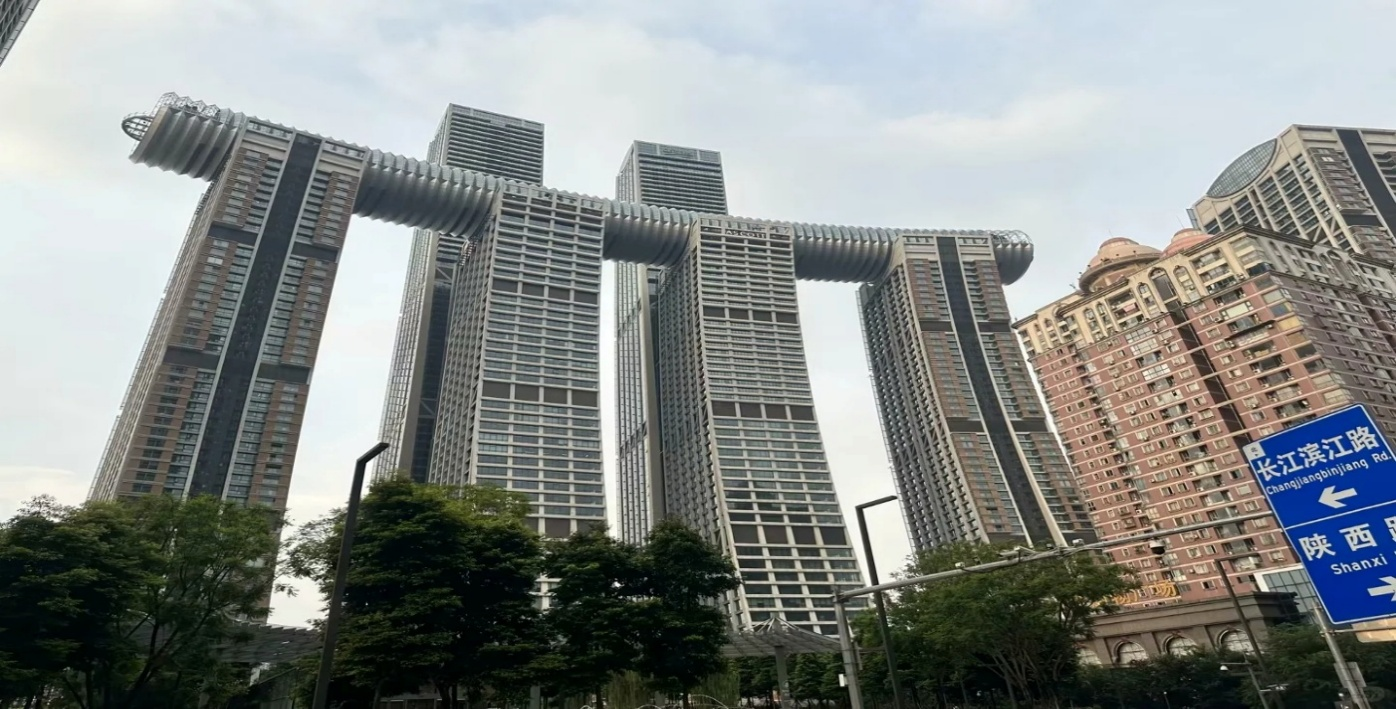 ASCOTT
长江滨江路
Changjiangbinjiang Rd.
陕西
Shanxi